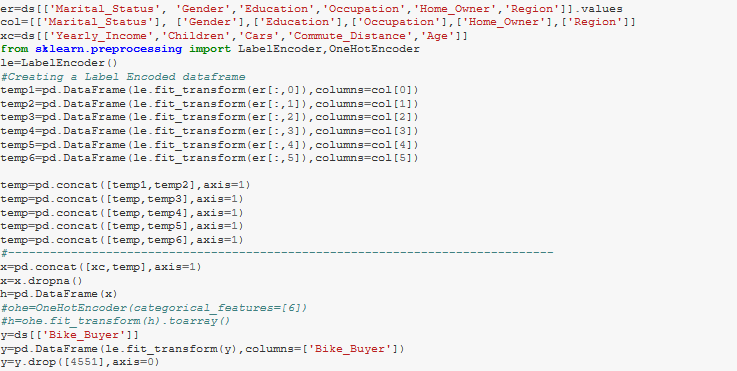 er=ds[['Marital_Status', 'Gender','Education','Occupation','Home_Owner','Region']].values
col=[['Marital_Status'], ['Gender'],['Education'],['Occupation'],['Home_Owner'],['Region']]
xc=ds[['Yearly_Income','Children','Cars','Commute_Distance','Age']]
from sklearn.preprocessing import LabelEncoder,OneHotEncoder
le=LabelEncoder()
#Creating a Label Encoded dataframe
temp1=pd.DataFrame(le.fit_transform(er[:,0]),columns=col[0])
temp2=pd.DataFrame(le.fit_transform(er[:,1]),columns=col[1])
temp3=pd.DataFrame(le.fit_transform(er[:,2]),columns=col[2])
temp4=pd.DataFrame(le.fit_transform(er[:,3]),columns=col[3])
temp5=pd.DataFrame(le.fit_transform(er[:,4]),columns=col[4])
temp6=pd.DataFrame(le.fit_transform(er[:,5]),columns=col[5])
temp=pd.concat([temp1,temp2],axis=1)
temp=pd.concat([temp,temp3],axis=1)
temp=pd.concat([temp,temp4],axis=1)
temp=pd.concat([temp,temp5],axis=1)
temp=pd.concat([temp,temp6],axis=1)
#------------------------------------------------------------------------------
x=pd.concat([xc,temp],axis=1)
x=x.dropna()
h=pd.DataFrame(x)
#ohe=OneHotEncoder(categorical_features=[6])
#h=ohe.fit_transform(h).toarray()
y=ds[['Bike_Buyer']]
y=pd.DataFrame(le.fit_transform(y),columns=['Bike_Buyer'])
y=y.drop([4551],axis=0)